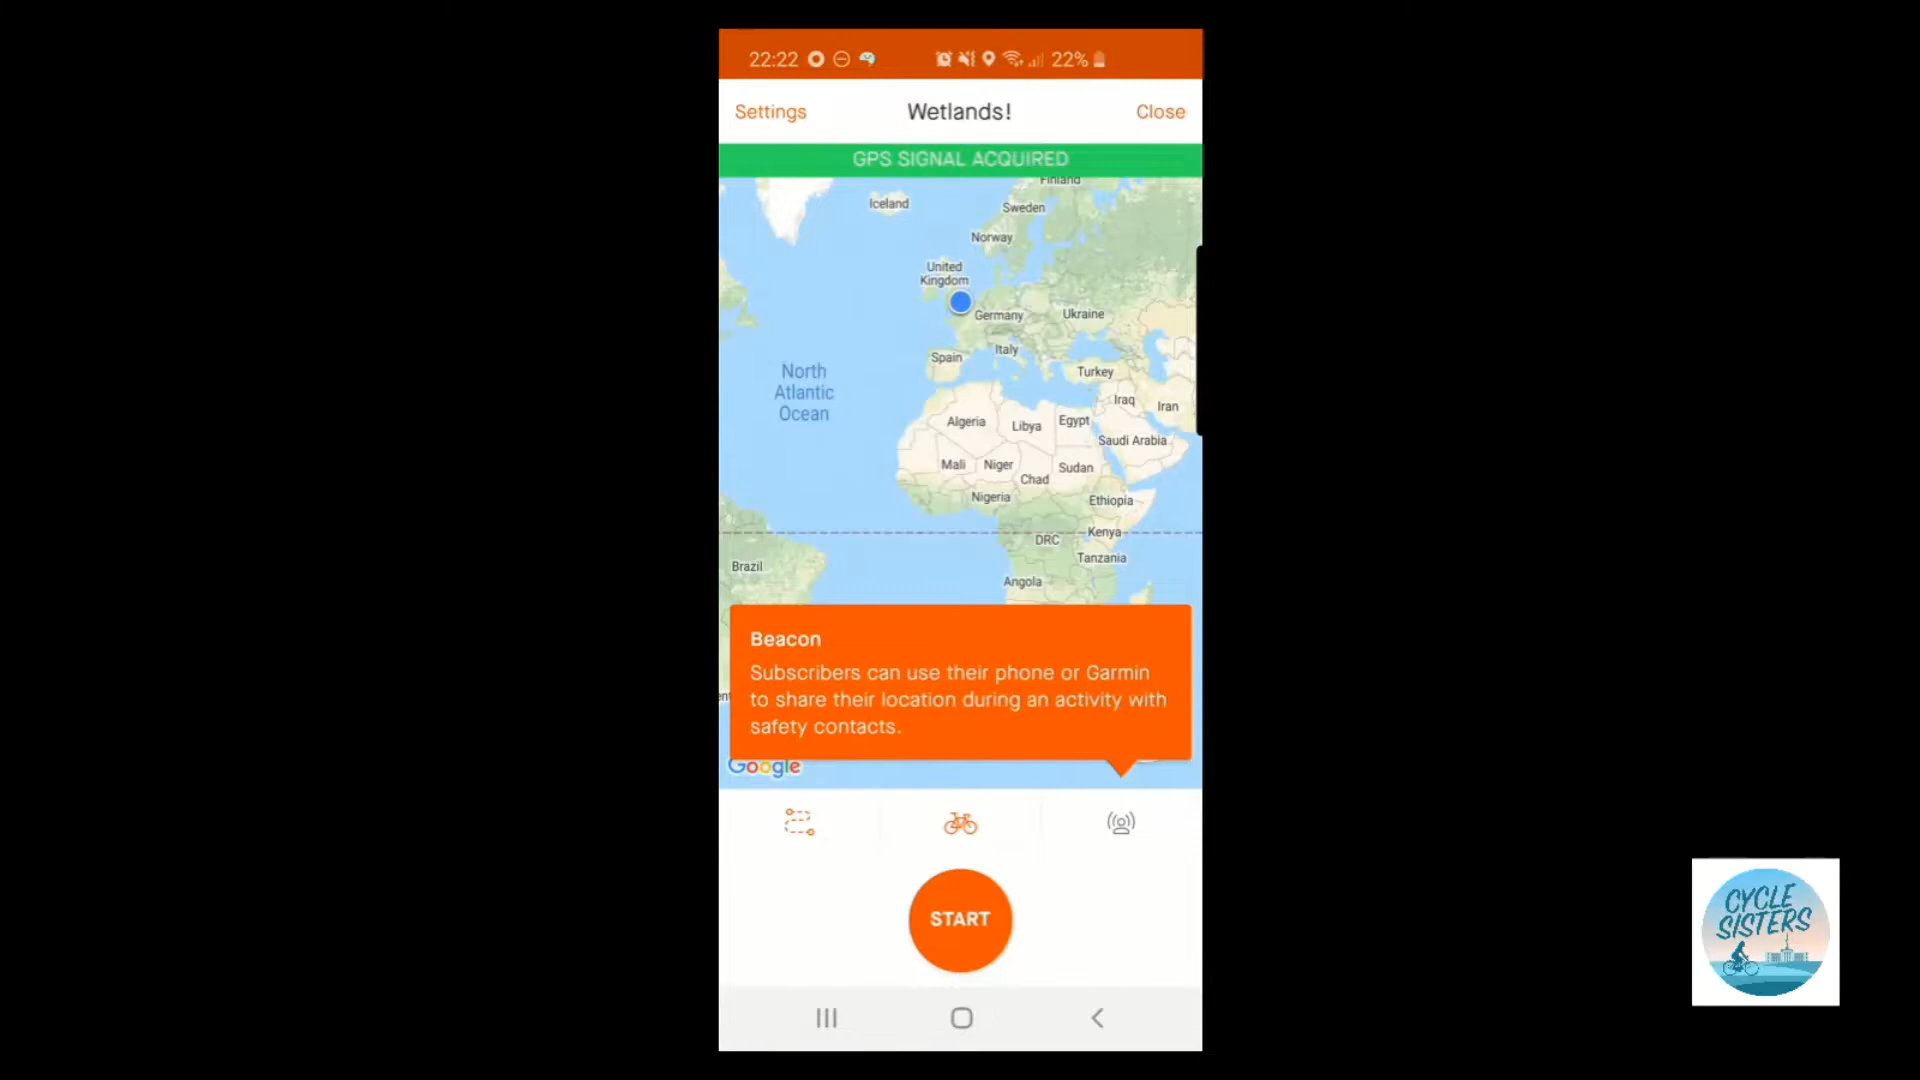 22:22
22%
Settings
Wetlands!
Close
GPS SIGNAL ACQUIRED
Finland
Iceland
Sweden
Norway
United
Kingdom
Germany
Ukraine
Spain
Italy
Turkey
North
Atlantic
Ocean
Iraq
Iran
Algeria
Libya
Egypt
Saudi Arabia
Mali
Niger
Chad
Sudan
Nigeria
Ethiopia
DRC
Kenya
Tanzania
Brazil
Angola
Beacon
Subscribers can use their phone or Garmin
to share their location during an activity with
safety contacts.
Google
START
CYCLE
SISTERS